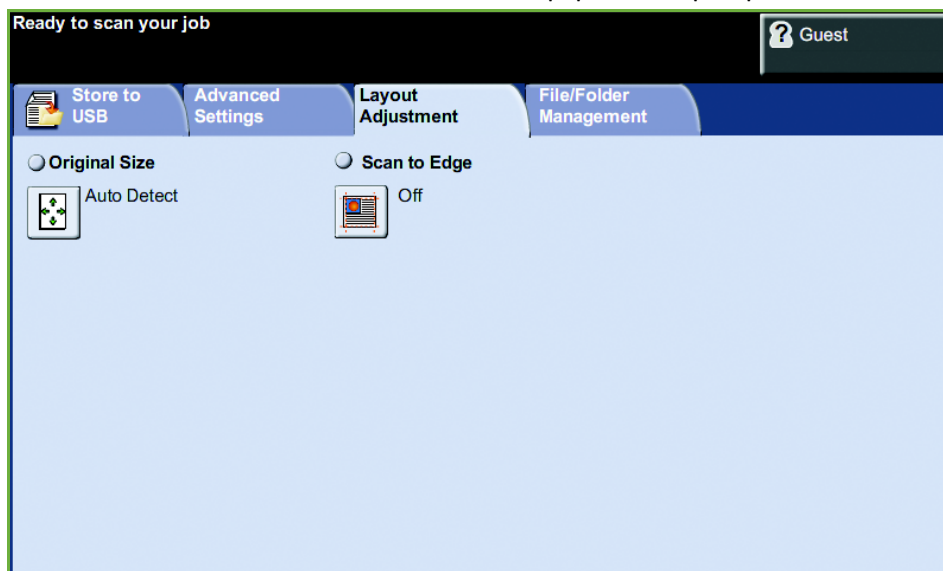 Ready to scan your job
Guest
Store to
USB
Advanced
Settings
Layout
Adjustment
File/Folder
Management
Original Size
Auto Detect
Scan to Edge
Off